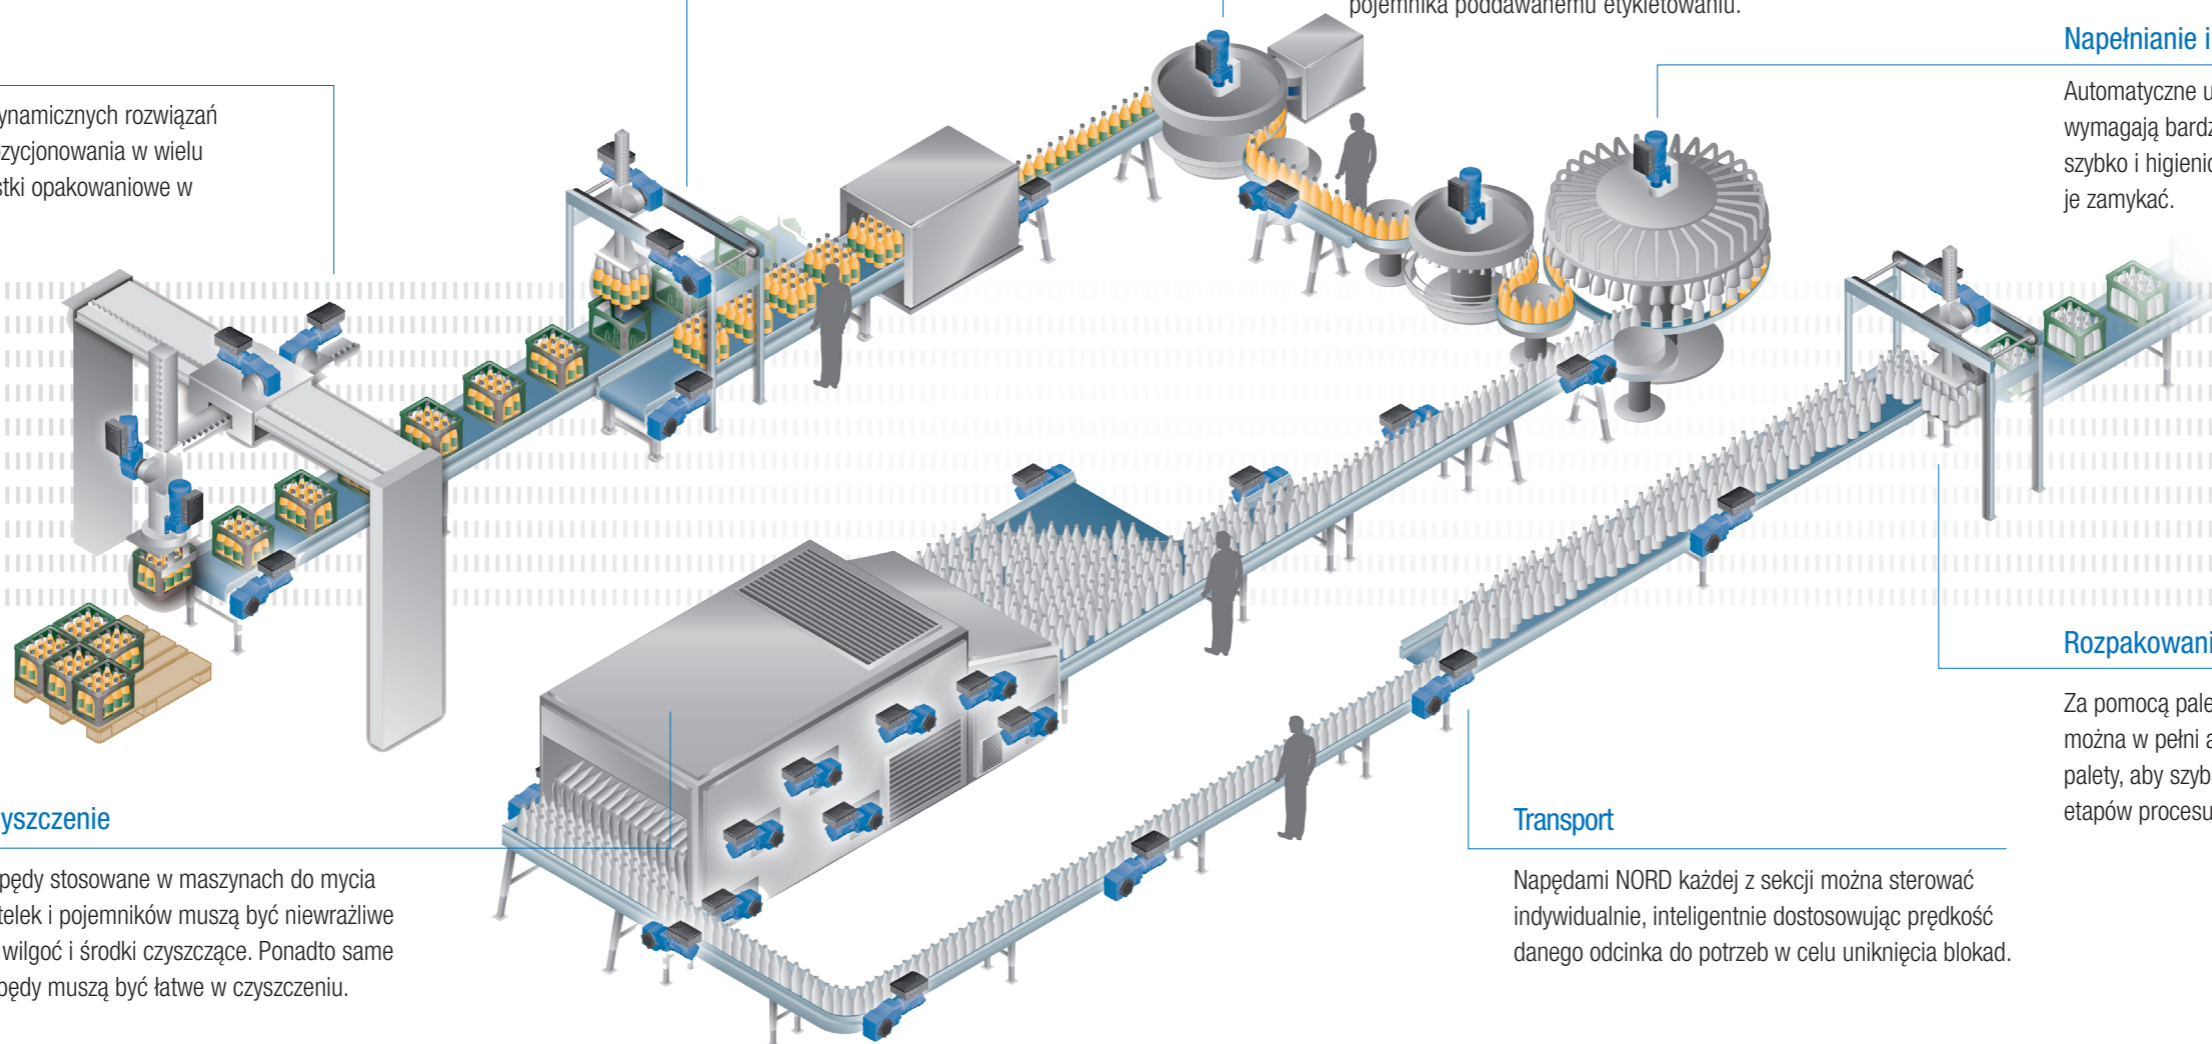 pojemnika poddawanemu etykietowaniu.
Napełnianie i
Automatyczne u
wymagają bardz
szybko i higienic
je zamykać.
ynamicznych rozwiązań
ozycjonowania w wielu
stki opakowaniowe w
Rozpakowani
Za pomocą pale
można w pełni a
palety, aby szyb
etapów procesu
yszczenie
pędy stosowane w maszynach do mycia
telek i pojemników muszą być niewrażliwe
wilgoć i środki czyszczące. Ponadto same
pędy muszą być łatwe w czyszczeniu.
Transport
Napędami NORD każdej z sekcji można sterować
indywidualnie, inteligentnie dostosowując prędkość
danego odcinka do potrzeb w celu uniknięcia blokad.